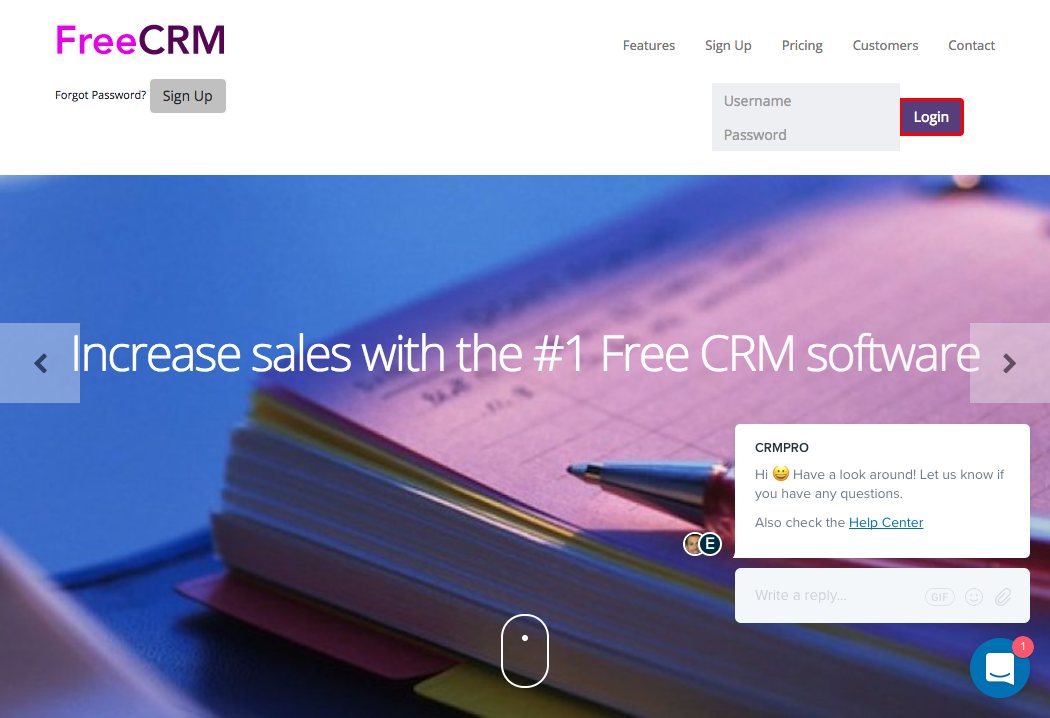 FreeCRM
Features Sign Up Pricing Customers Contact
Forgot Password? Sign Up
Username
Login
Password
Increase sales with the #1 Free CRM software
CRMPRO
Hi 😀 Have a look around! Let us know if
you have any questions.
Also check the Help Center
E
Write a reply...
GIF
1